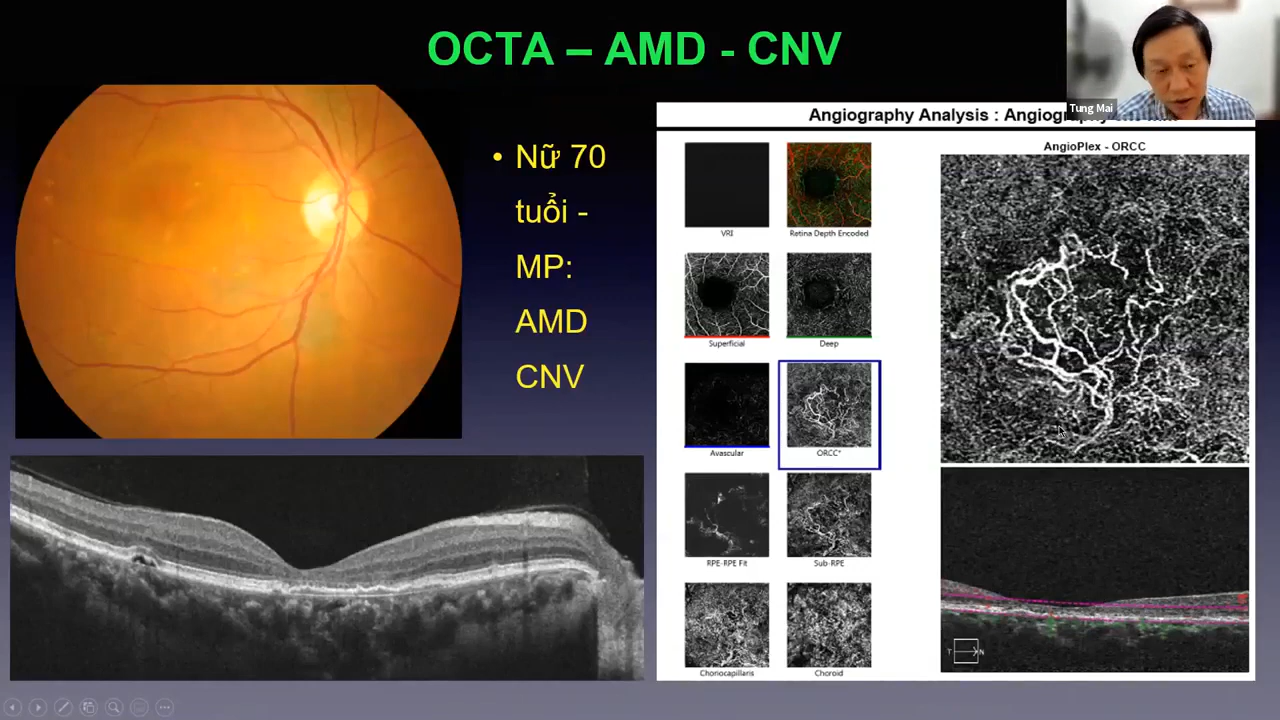 OCTA – AMD - CNV
Tung Mai
• Nữ 70
tuổi -
MP:
AMD
CNV
Angiography Analysis : Angiography
AngioPlex - ORCC
VRI
Retina Depth Encoded
Superficial
Deep
Avascular
ORCC*
RPE-RPE Fit
Sub-RPE
Choriocapillaris
Choroid
T
N